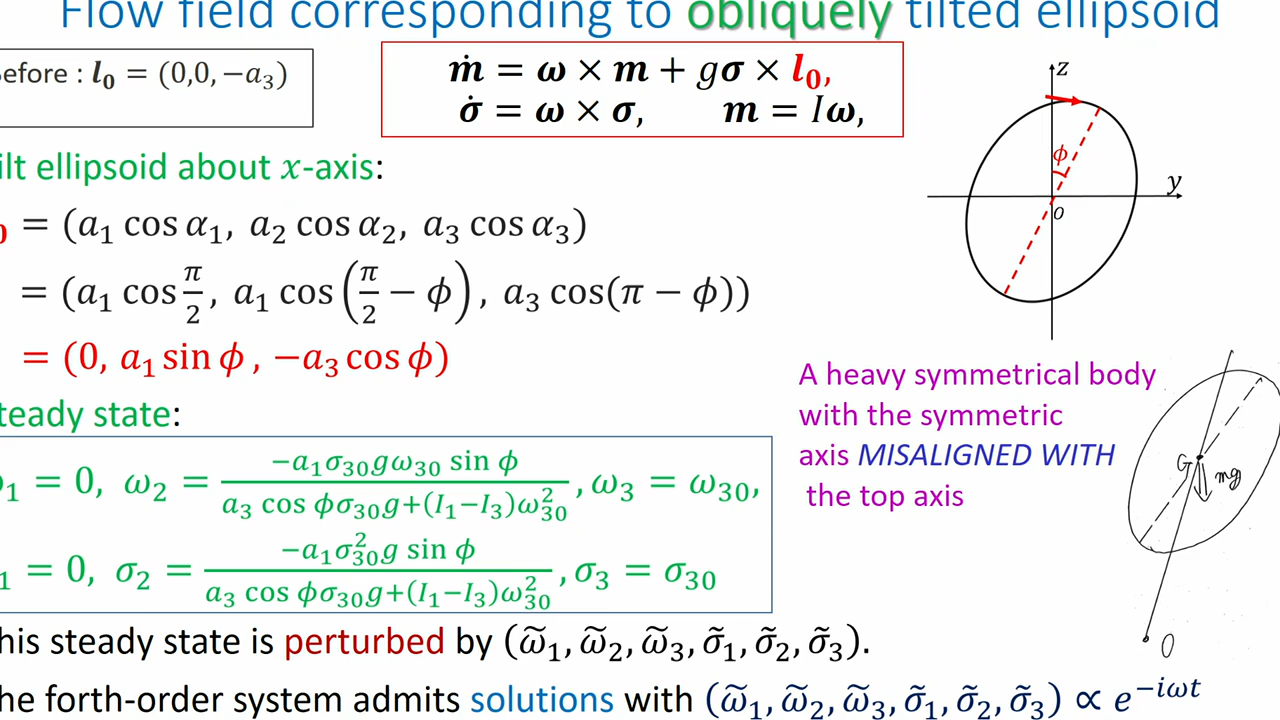 Flow field corresponding to obliquely tilted ellipsoid
efore : l₀ = (0,0, −a₃)
ṁ = ω × m + gσ × l₀,
σ̇ = ω × σ, m = Iω,
ilt ellipsoid about x-axis:
₀ = (a₁ cos α₁, a₂ cos α₂, a₃ cos α₃)
= (a₁ cos π/2, a₁ cos(π/2 − ϕ), a₃ cos(π − ϕ))
= (0, a₁ sin ϕ , −a₃ cos ϕ)
z
ϕ
y
o
A heavy symmetrical body
with the symmetric
axis MISALIGNED WITH
the top axis
G
mg
O
teady state:
₁ = 0, ω₂ = (−a₁σ₃₀gω₃₀ sin ϕ)/(a₃ cos ϕσ₃₀g+(I₁−I₃)ω₃₀²), ω₃ = ω₃₀,
₁ = 0, σ₂ = (−a₁σ₃₀²g sin ϕ)/(a₃ cos ϕσ₃₀g+(I₁−I₃)ω₃₀²), σ₃ = σ₃₀
his steady state is perturbed by (ω̃₁, ω̃₂, ω̃₃, σ̃₁, σ̃₂, σ̃₃).
he forth-order system admits solutions with (ω̃₁, ω̃₂, ω̃₃, σ̃₁, σ̃₂, σ̃₃) ∝ e^{−iωt}